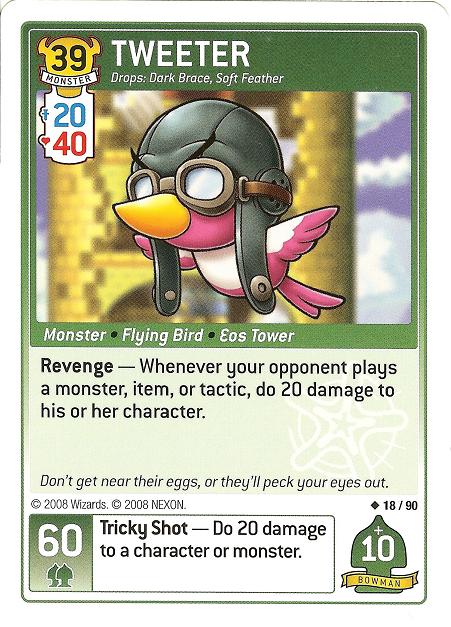 39
MONSTER
TWEETER
Drops: Dark Brace, Soft Feather
20
40
Monster • Flying Bird • Eos Tower
Revenge — Whenever your opponent plays
a monster, item, or tactic, do 20 damage to
his or her character.
Don't get near their eggs, or they'll peck your eyes out.
© 2008 Wizards. © 2008 NEXON.
◆ 18 / 90
60
Tricky Shot — Do 20 damage
to a character or monster.
+
10
BOWMAN